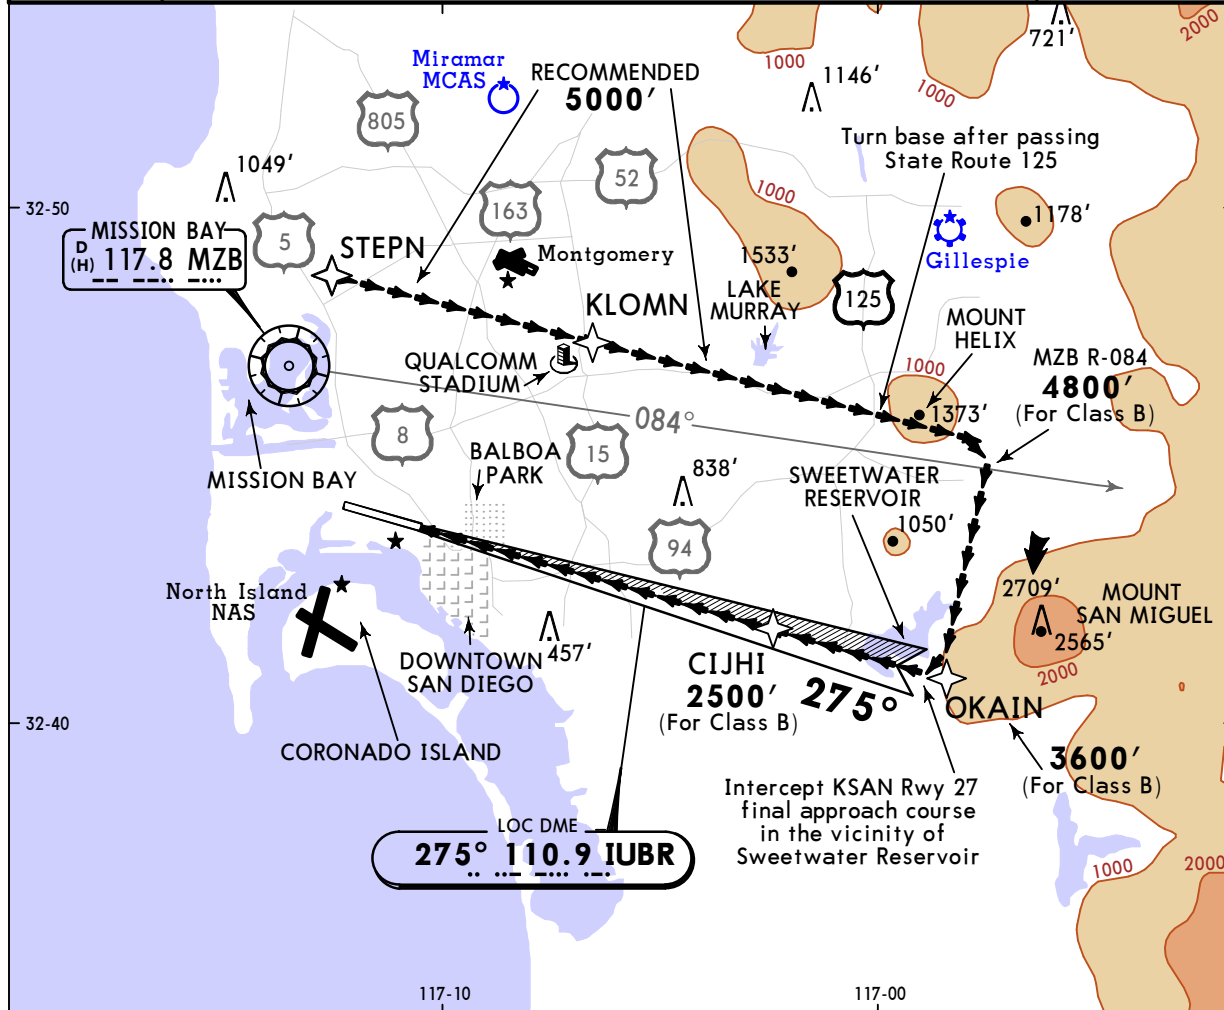 2000
721'
Miramar
MCAS
RECOMMENDED
5000'
1000
1146'
1000
805
Turn base after passing
State Route 125
1049'
52
1000
163
32-50
1178'
MISSION BAY
D
(H) 117.8 MZB
5
STEPN
Montgomery
1533'
Gillespie
KLOMN
LAKE
MURRAY
125
MOUNT
HELIX
QUALCOMM
STADIUM
1000
MZB R-084
4800'
(For Class B)
1373'
084°
8
15
BALBOA
PARK
838'
MISSION BAY
SWEETWATER
RESERVOIR
1050'
94
North Island
NAS
2709'
MOUNT
SAN MIGUEL
2565'
2000
457'
DOWNTOWN
SAN DIEGO
CIJHI
2500'
(For Class B)
275°
OKAIN
32-40
CORONADO ISLAND
3600'
(For Class B)
Intercept KSAN Rwy 27
final approach course
in the vicinity of
Sweetwater Reservoir
LOC DME
275° 110.9 IUBR
1000
2000
117-10
117-00